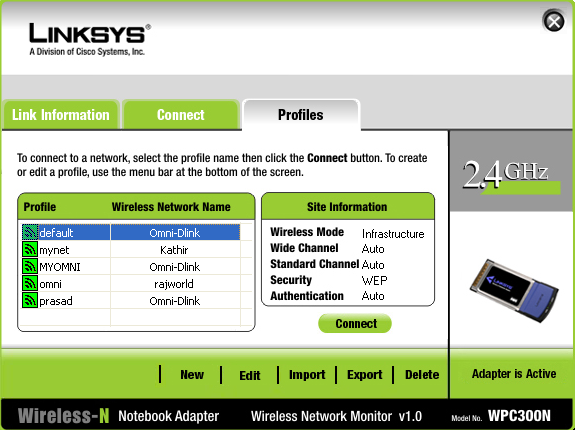 LINKSYS®
A Division of Cisco Systems, Inc.
Link Information Connect Profiles
To connect to a network, select the profile name then click the Connect button. To create
or edit a profile, use the menu bar at the bottom of the screen.
2.4GHz
Profile Wireless Network Name
default Omni-Dlink
mynet Kathir
MYOMNI Omni-Dlink
omni rajworld
prasad Omni-Dlink
Site Information
Wireless Mode Infrastructure
Wide Channel Auto
Standard Channel Auto
Security WEP
Authentication Auto
Connect
New Edit Import Export Delete
Adapter is Active
Wireless-N Notebook Adapter Wireless Network Monitor v1.0 Model No. WPC300N